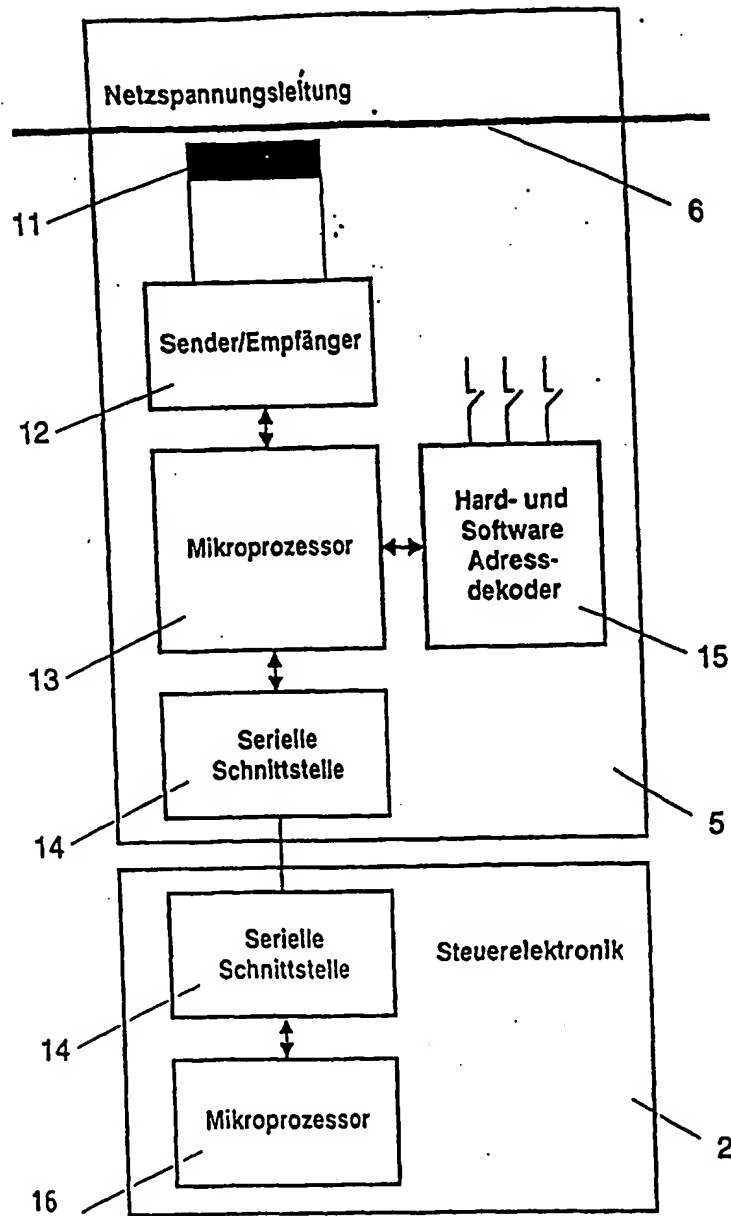 Netzspannungsleitung
11
6
Sender/Empfänger
12
Mikroprozessor
Hard- und
Software
Adress-
dekoder
13
15
Serielle
Schnittstelle
14
5
Serielle
Schnittstelle
Steuerelektronik
14
Mikroprozessor
2
16